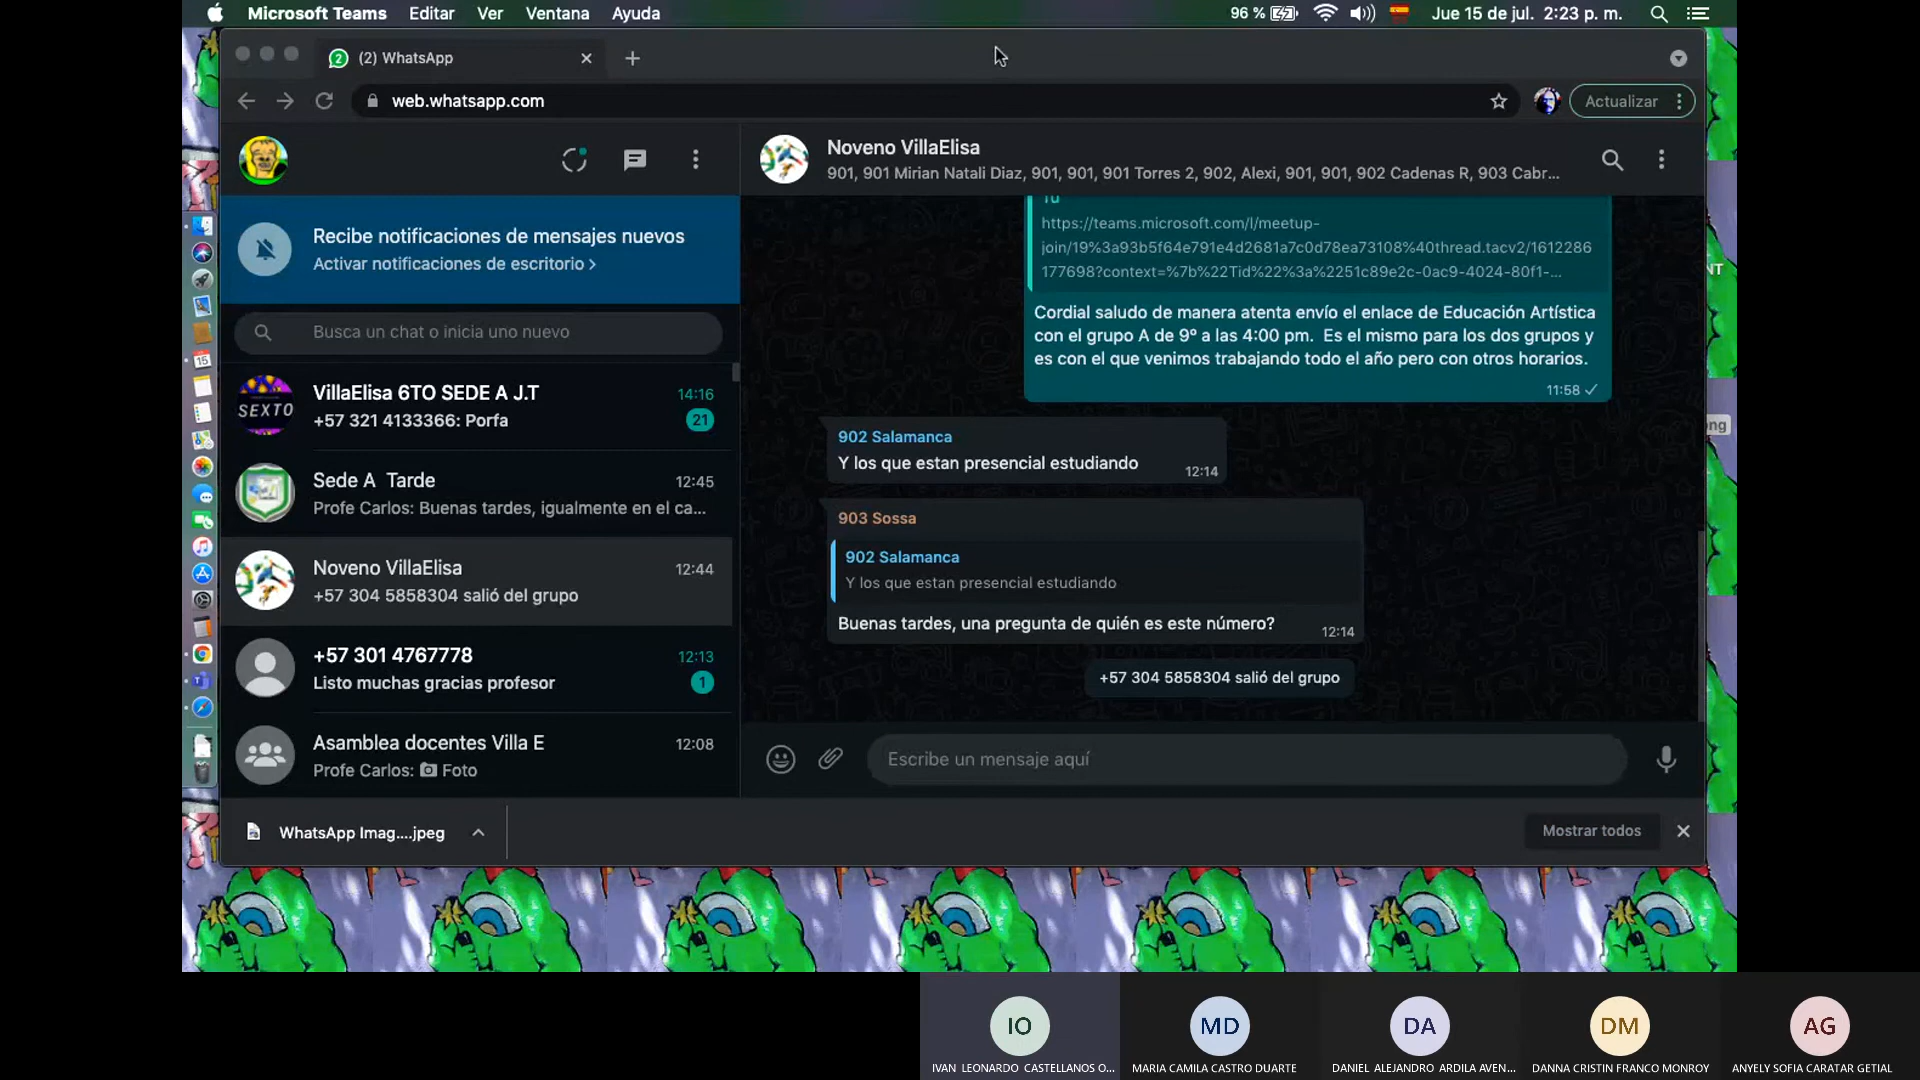 Microsoft Teams Editar Ver Ventana Ayuda 96 % Jue 15 de jul. 2:23 p. m.
2 (2) WhatsApp
web.whatsapp.com Actualizar
Recibe notificaciones de mensajes nuevos
Activar notificaciones de escritorio >
Busca un chat o inicia uno nuevo
SEXTO
VillaElisa 6TO SEDE A J.T 14:16
+57 321 4133366: Porfa 21
Sede A Tarde 12:45
Profe Carlos: Buenas tardes, igualmente en el ca...
Noveno VillaElisa 12:44
+57 304 5858304 salió del grupo
+57 301 4767778 12:13
Listo muchas gracias profesor 1
Asamblea docentes Villa E 12:08
Profe Carlos: Foto
Noveno VillaElisa
901, 901 Mirian Natali Diaz, 901, 901, 901 Torres 2, 902, Alexi, 901, 901, 902 Cadenas R, 903 Cabr...
Tú
https://teams.microsoft.com/l/meetup-
join/19%3a93b5f64e791e4d2681a7c0d78ea73108%40thread.tacv2/1612286
177698?context=%7b%22Tid%22%3a%2251c89e2c-0ac9-4024-80f1-...
Cordial saludo de manera atenta envío el enlace de Educación Artística
con el grupo A de 9º a las 4:00 pm. Es el mismo para los dos grupos y
es con el que venimos trabajando todo el año pero con otros horarios.
11:58
902 Salamanca
Y los que estan presencial estudiando 12:14
903 Sossa
902 Salamanca
Y los que estan presencial estudiando
Buenas tardes, una pregunta de quién es este número? 12:14
+57 304 5858304 salió del grupo
Escribe un mensaje aquí
WhatsApp Imag....jpeg
Mostrar todos
15
NT
ng
IO MD DA DM AG
IVAN LEONARDO CASTELLANOS O... MARIA CAMILA CASTRO DUARTE DANIEL ALEJANDRO ARDILA AVEN... DANNA CRISTIN FRANCO MONROY ANYELY SOFIA CARATAR GETIAL